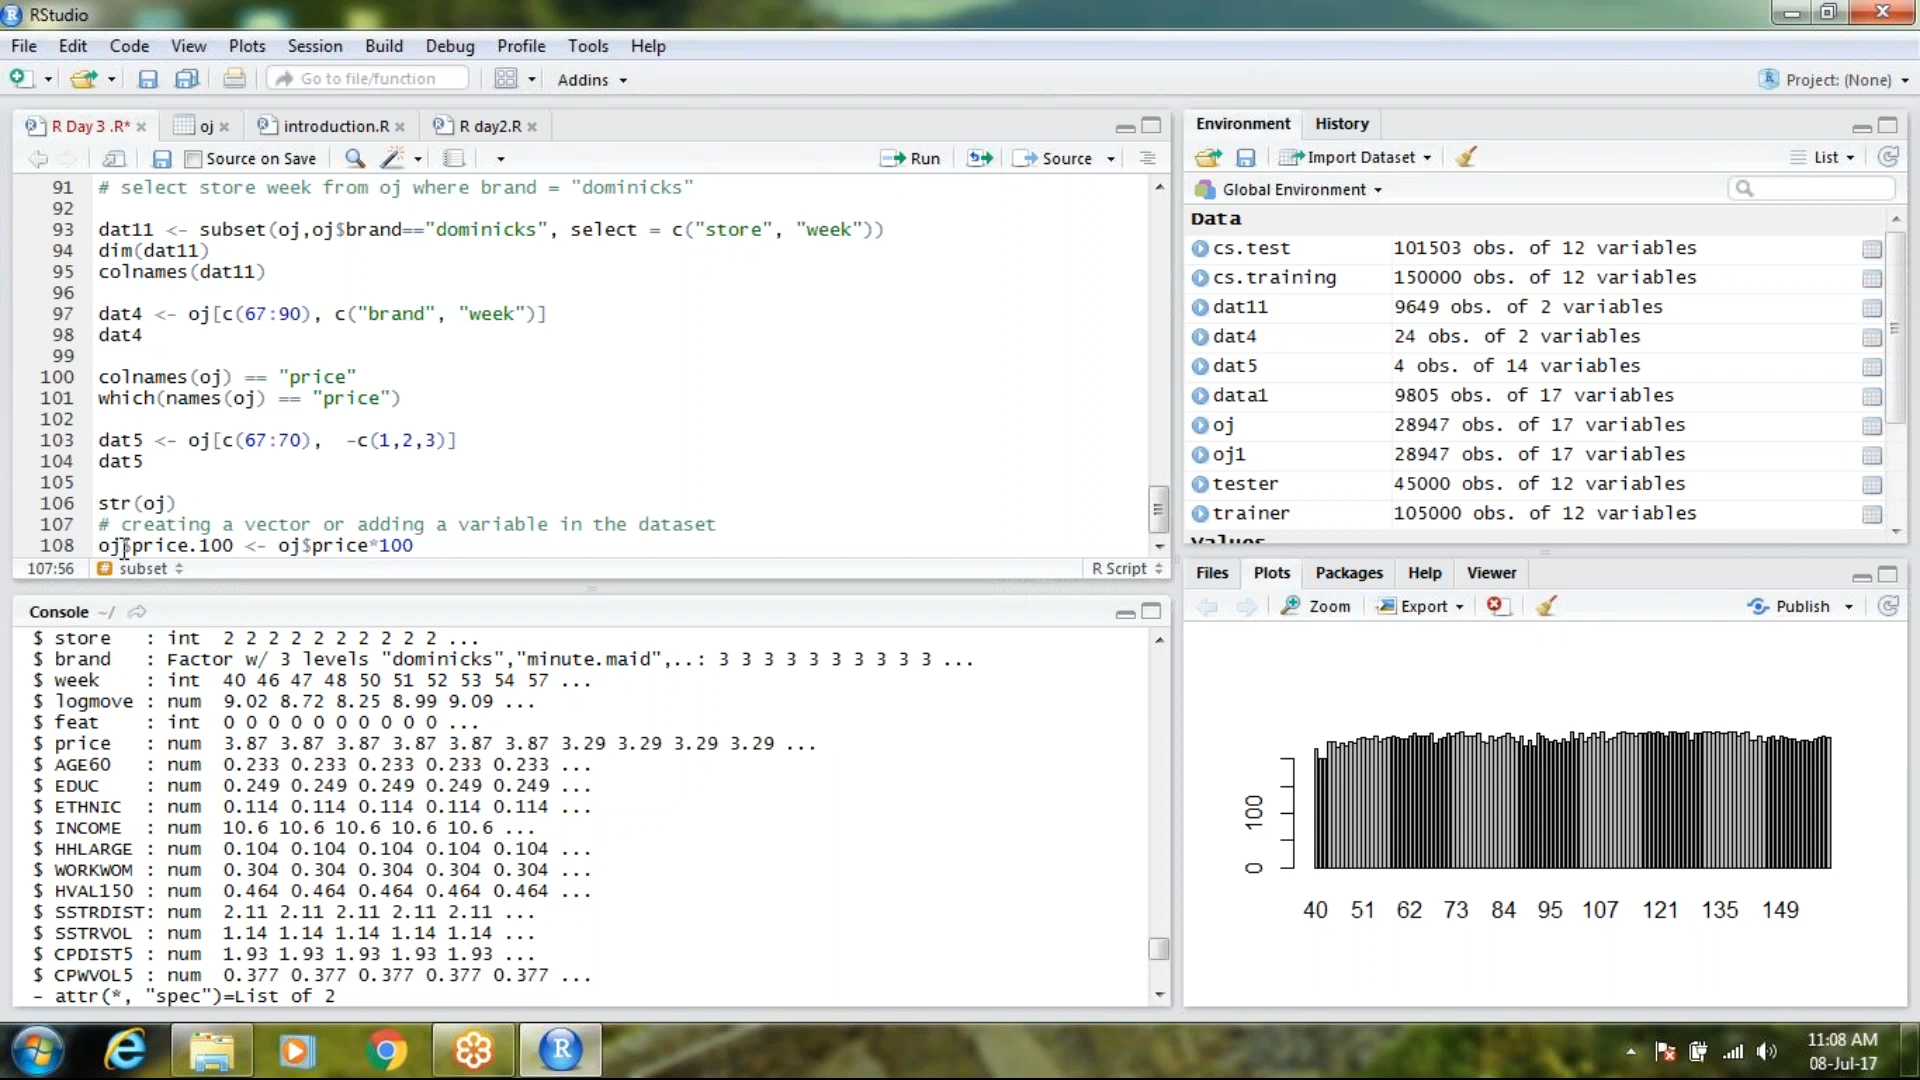 RStudio
File Edit Code View Plots Session Build Debug Profile Tools Help
Go to file/function Addins Project: (None)
R Day 3 .R* oj introduction.R R day2.R
Source on Save Run Source
91 # select store week from oj where brand = "dominicks"
92
93 dat11 <- subset(oj,oj$brand=="dominicks", select = c("store", "week"))
94 dim(dat11)
95 colnames(dat11)
96
97 dat4 <- oj[c(67:90), c("brand", "week")]
98 dat4
99
100 colnames(oj) == "price"
101 which(names(oj) == "price")
102
103 dat5 <- oj[c(67:70),  -c(1,2,3)]
104 dat5
105
106 str(oj)
107 # creating a vector or adding a variable in the dataset
108 oj$price.100 <- oj$price*100
107:56 # subset R Script
Console ~/
$ store   : int  2 2 2 2 2 2 2 2 2 2 ...
$ brand   : Factor w/ 3 levels "dominicks","minute.maid",..: 3 3 3 3 3 3 3 3 3 3 ...
$ week    : int  40 46 47 48 50 51 52 53 54 57 ...
$ logmove : num  9.02 8.72 8.25 8.99 9.09 ...
$ feat    : int  0 0 0 0 0 0 0 0 0 0 ...
$ price   : num  3.87 3.87 3.87 3.87 3.87 3.87 3.29 3.29 3.29 3.29 ...
$ AGE60   : num  0.233 0.233 0.233 0.233 0.233 ...
$ EDUC    : num  0.249 0.249 0.249 0.249 0.249 ...
$ ETHNIC  : num  0.114 0.114 0.114 0.114 0.114 ...
$ INCOME  : num  10.6 10.6 10.6 10.6 10.6 ...
$ HHLARGE : num  0.104 0.104 0.104 0.104 0.104 ...
$ WORKWOM : num  0.304 0.304 0.304 0.304 0.304 ...
$ HVAL150 : num  0.464 0.464 0.464 0.464 0.464 ...
$ SSTRDIST: num  2.11 2.11 2.11 2.11 2.11 ...
$ SSTRVOL : num  1.14 1.14 1.14 1.14 1.14 ...
$ CPDIST5 : num  1.93 1.93 1.93 1.93 1.93 ...
$ CPWVOL5 : num  0.377 0.377 0.377 0.377 0.377 ...
- attr(*, "spec")=List of 2
Environment History
Import Dataset List
Global Environment
Data
cs.test 101503 obs. of 12 variables
cs.training 150000 obs. of 12 variables
dat11 9649 obs. of 2 variables
dat4 24 obs. of 2 variables
dat5 4 obs. of 14 variables
data1 9805 obs. of 17 variables
oj 28947 obs. of 17 variables
oj1 28947 obs. of 17 variables
tester 45000 obs. of 12 variables
trainer 105000 obs. of 12 variables
Values
Files Plots Packages Help Viewer
Zoom Export Publish
100
0
40 51 62 73 84 95 107 121 135 149
11:08 AM
08-Jul-17